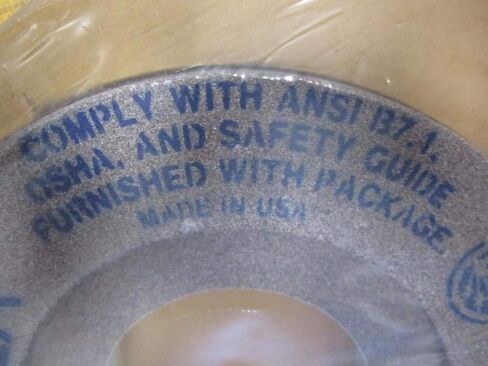 COMPLY WITH ANSI B7.1,
OSHA, AND SAFETY GUIDE
FURNISHED WITH PACKAGE
MADE IN USA